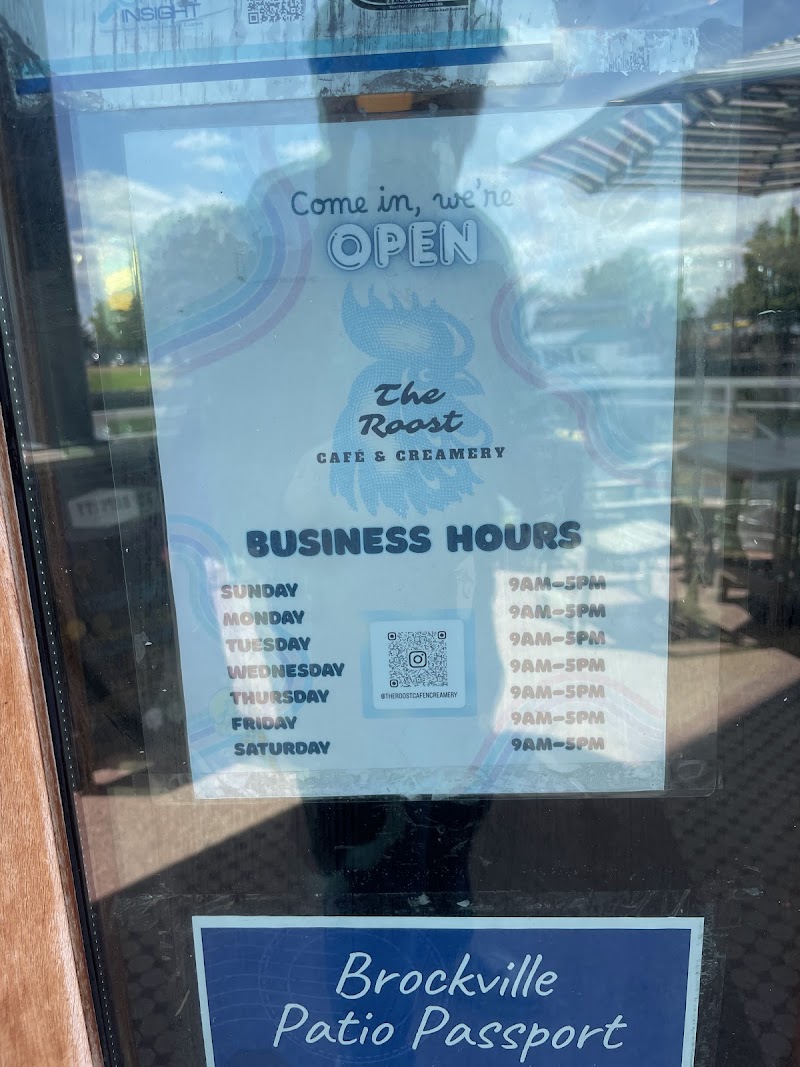 INSIGHT
Come in, we're
OPEN
The
Roost
CAFÉ & CREAMERY
BUSINESS HOURS
SUNDAY 9AM–5PM
MONDAY 9AM–5PM
TUESDAY 9AM–5PM
WEDNESDAY 9AM–5PM
THURSDAY 9AM–5PM
FRIDAY 9AM–5PM
SATURDAY 9AM–5PM
@THEROOSTCAFENCREAMERY
Brockville
Patio Passport